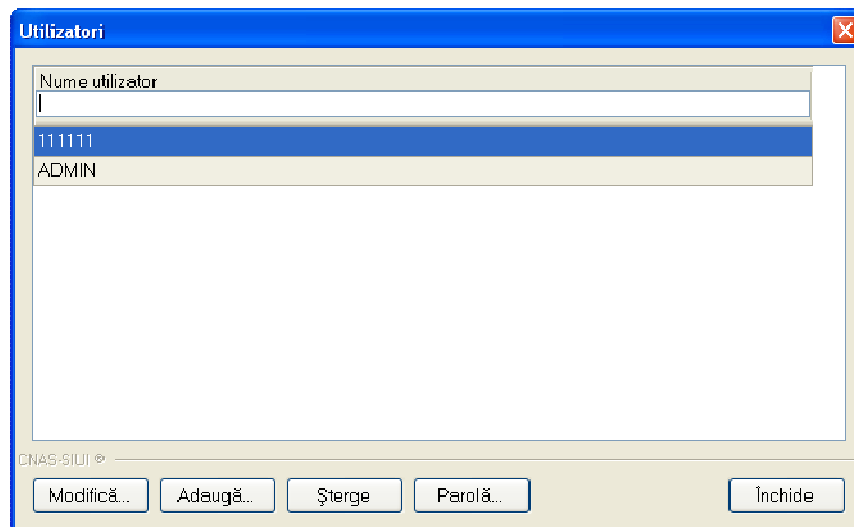 Utilizatori
Nume utilizator
111111
ADMIN
CNAS-SIUI ®
Modifică... Adaugă... Şterge Parolă... Închide